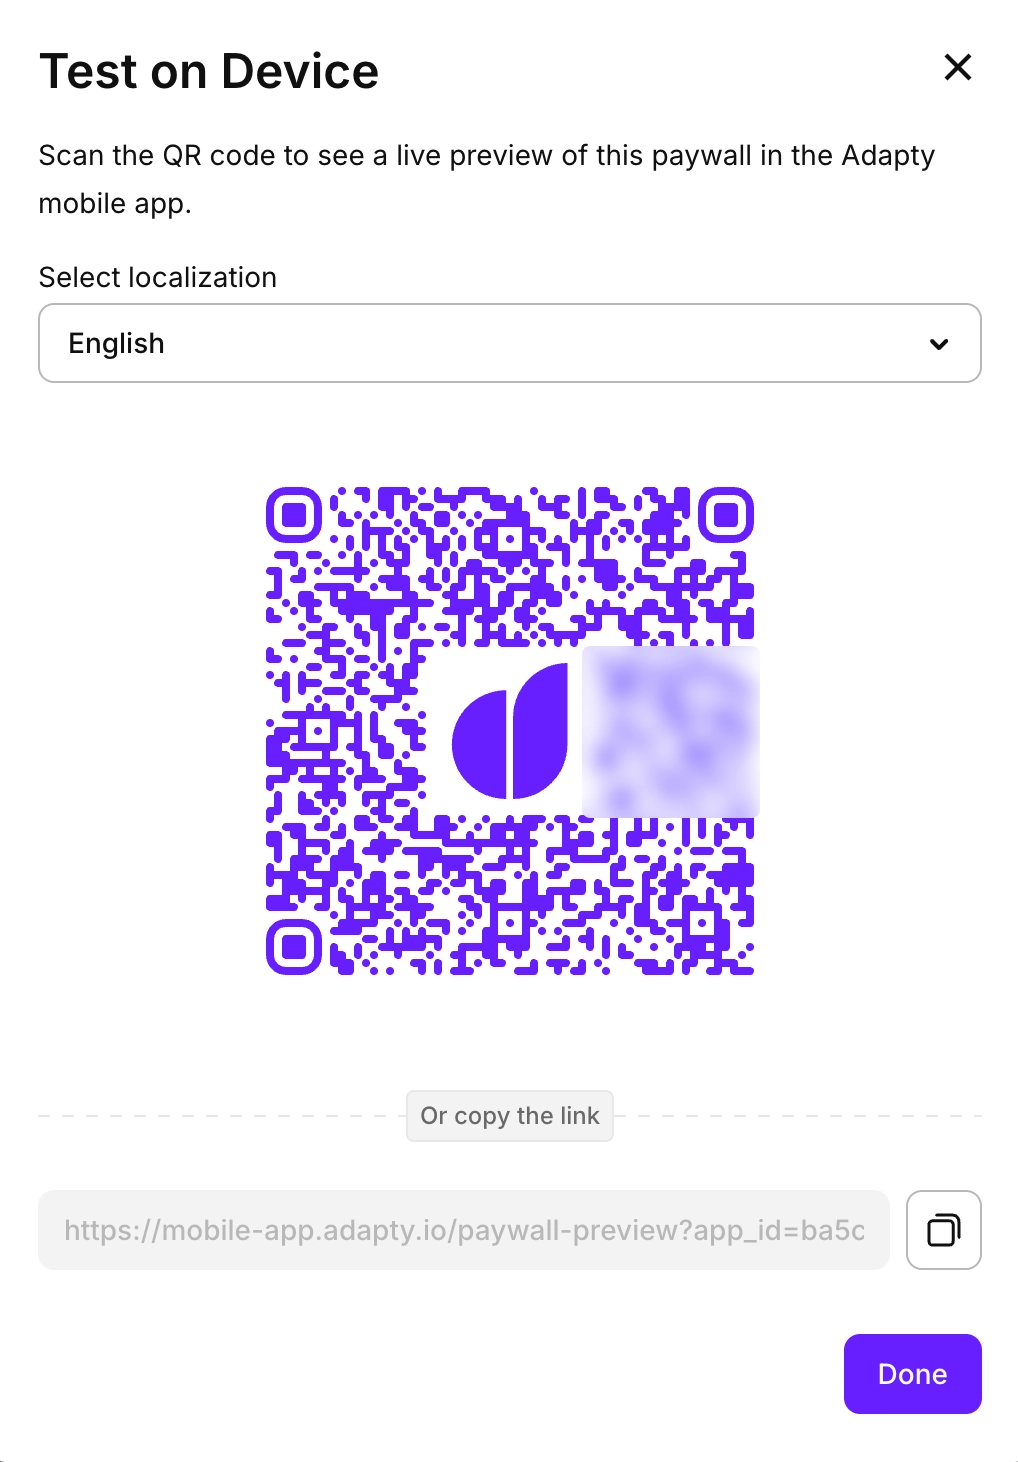 Test on Device
Scan the QR code to see a live preview of this paywall in the Adapty
mobile app.
Select localization
English
Or copy the link
https://mobile-app.adapty.io/paywall-preview?app_id=ba5c
Done